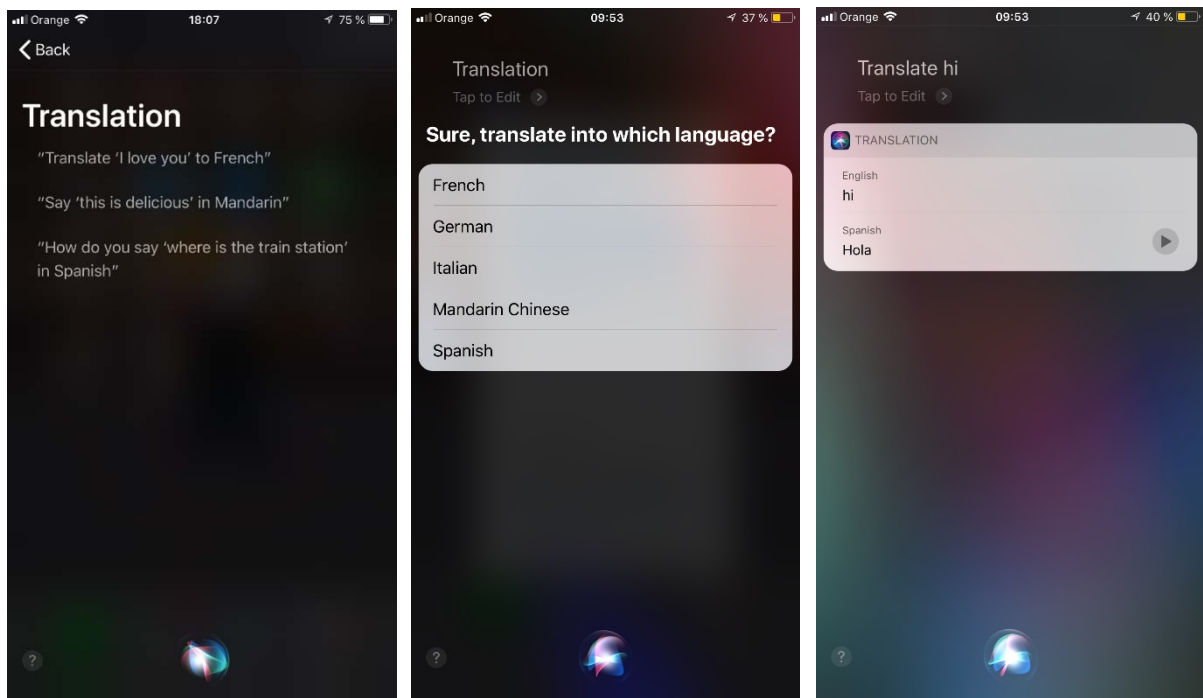 Orange 18:07 75 %
Back
Translation
"Translate 'I love you' to French"
"Say 'this is delicious' in Mandarin"
"How do you say 'where is the train station'
in Spanish"
?
Orange 09:53 37 %
Translation
Tap to Edit
Sure, translate into which language?
French
German
Italian
Mandarin Chinese
Spanish
?
Orange 09:53 40 %
Translate hi
Tap to Edit
TRANSLATION
English
hi
Spanish
Hola
?